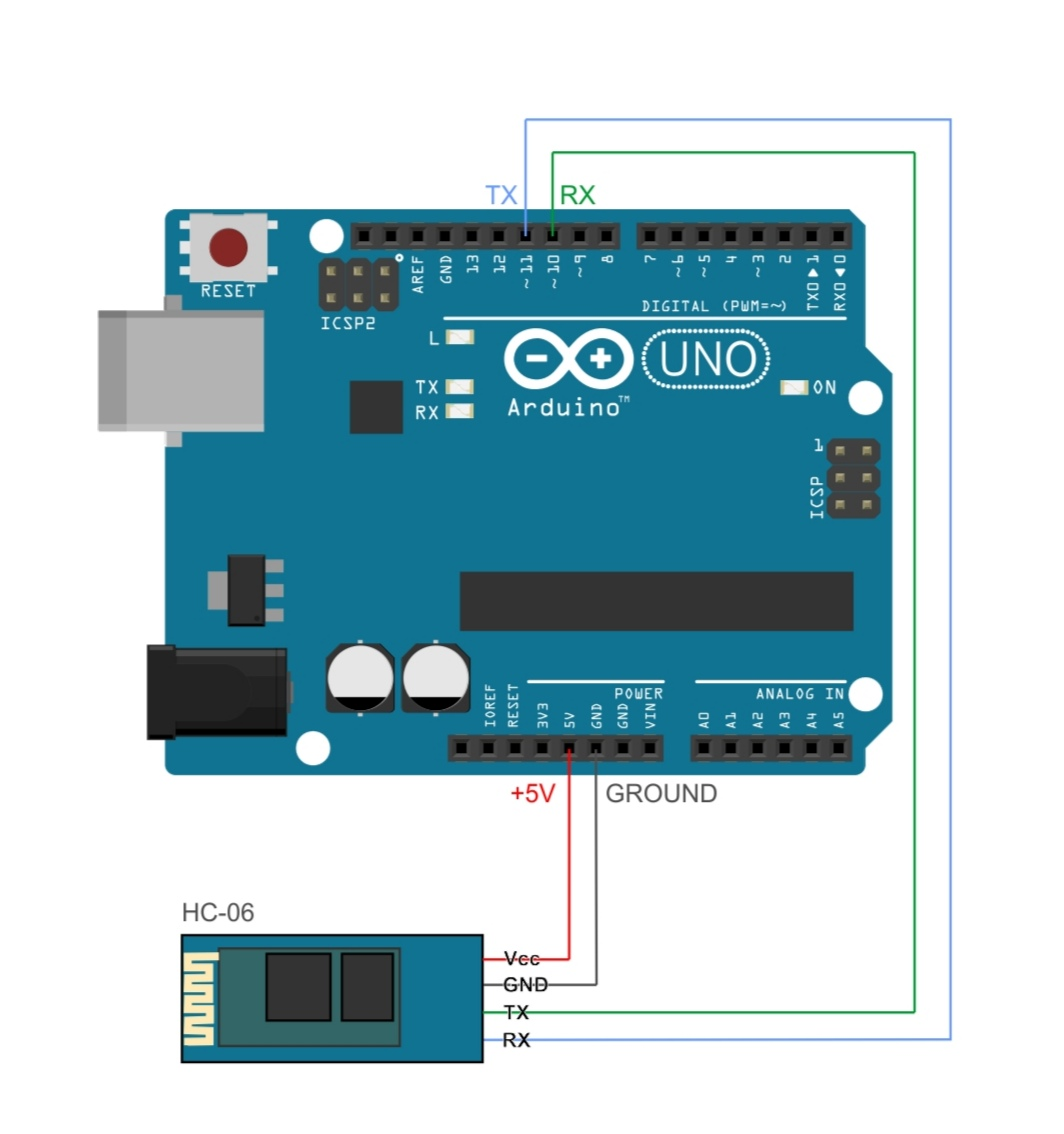 TX RX
RESET
ICSP2
AREF
GND
13
12
~11
~10
~9
8
7
~6
~5
4
~3
2
TX0▶1
RX0◀0
DIGITAL (PWM=~)
L
TX
RX
UNO
Arduino™
ON
1
ICSP
IOREF
RESET
3V3
5V
GND
GND
VIN
POWER
A0
A1
A2
A3
A4
A5
ANALOG IN
+5V GROUND
HC-06
Vcc
GND
TX
RX